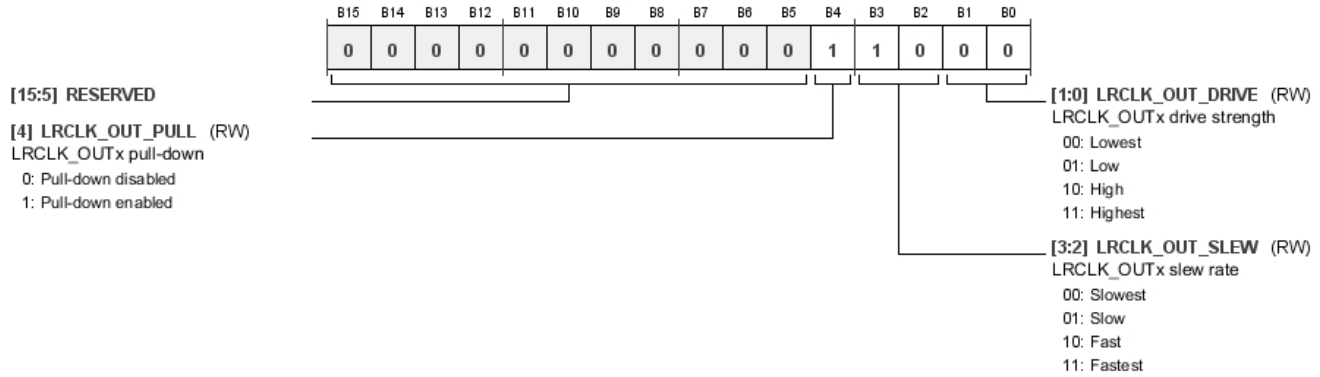 B15 B14 B13 B12 B11 B10 B9 B8 B7 B6 B5 B4 B3 B2 B1 B0
0 0 0 0 0 0 0 0 0 0 0 1 1 0 0 0
[15:5] RESERVED
[4] LRCLK_OUT_PULL (RW)
LRCLK_OUTx pull-down
0: Pull-down disabled
1: Pull-down enabled
[1:0] LRCLK_OUT_DRIVE (RW)
LRCLK_OUTx drive strength
00: Lowest
01: Low
10: High
11: Highest
[3:2] LRCLK_OUT_SLEW (RW)
LRCLK_OUTx slew rate
00: Slowest
01: Slow
10: Fast
11: Fastest